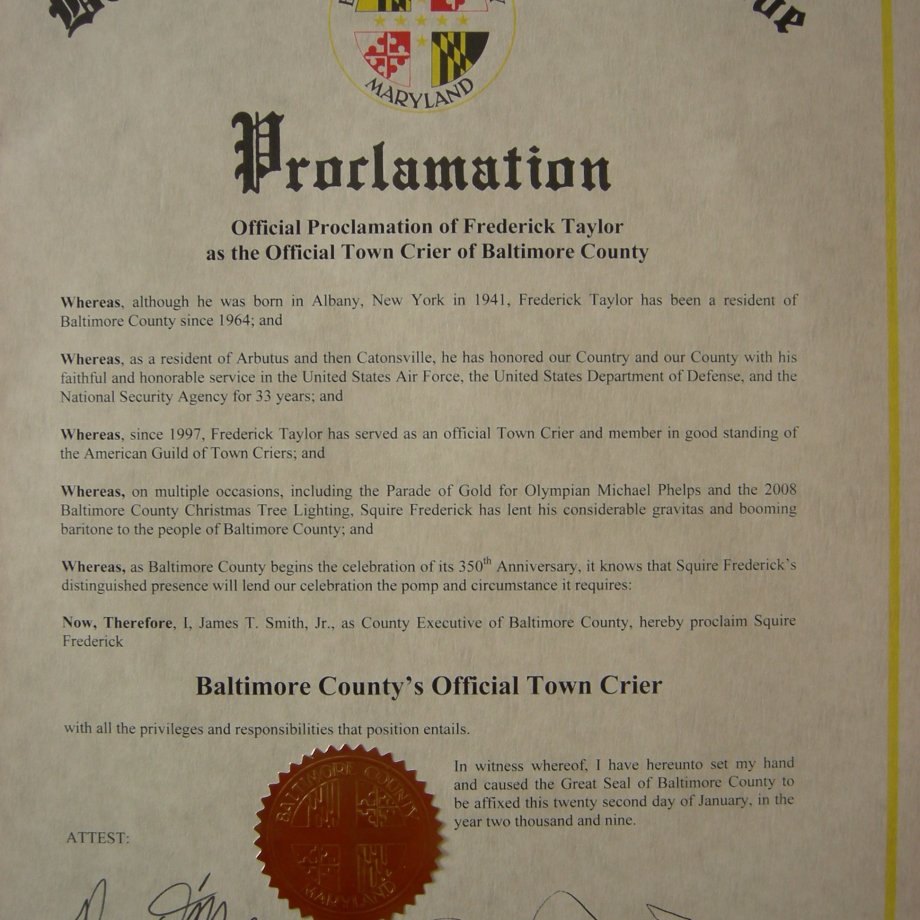 MARYLAND
Proclamation
Official Proclamation of Frederick Taylor
as the Official Town Crier of Baltimore County
Whereas, although he was born in Albany, New York in 1941, Frederick Taylor has been a resident of
Baltimore County since 1964; and
Whereas, as a resident of Arbutus and then Catonsville, he has honored our Country and our County with his
faithful and honorable service in the United States Air Force, the United States Department of Defense, and the
National Security Agency for 33 years; and
Whereas, since 1997, Frederick Taylor has served as an official Town Crier and member in good standing of
the American Guild of Town Criers; and
Whereas, on multiple occasions, including the Parade of Gold for Olympian Michael Phelps and the 2008
Baltimore County Christmas Tree Lighting, Squire Frederick has lent his considerable gravitas and booming
baritone to the people of Baltimore County; and
Whereas, as Baltimore County begins the celebration of its 350th Anniversary, it knows that Squire Frederick's
distinguished presence will lend our celebration the pomp and circumstance it requires:
Now, Therefore, I, James T. Smith, Jr., as County Executive of Baltimore County, hereby proclaim Squire
Frederick
Baltimore County's Official Town Crier
with all the privileges and responsibilities that position entails.
In witness whereof, I have hereunto set my hand
and caused the Great Seal of Baltimore County to
be affixed this twenty second day of January, in the
year two thousand and nine.
ATTEST:
BALTIMORE COUNTY
MARYLAND